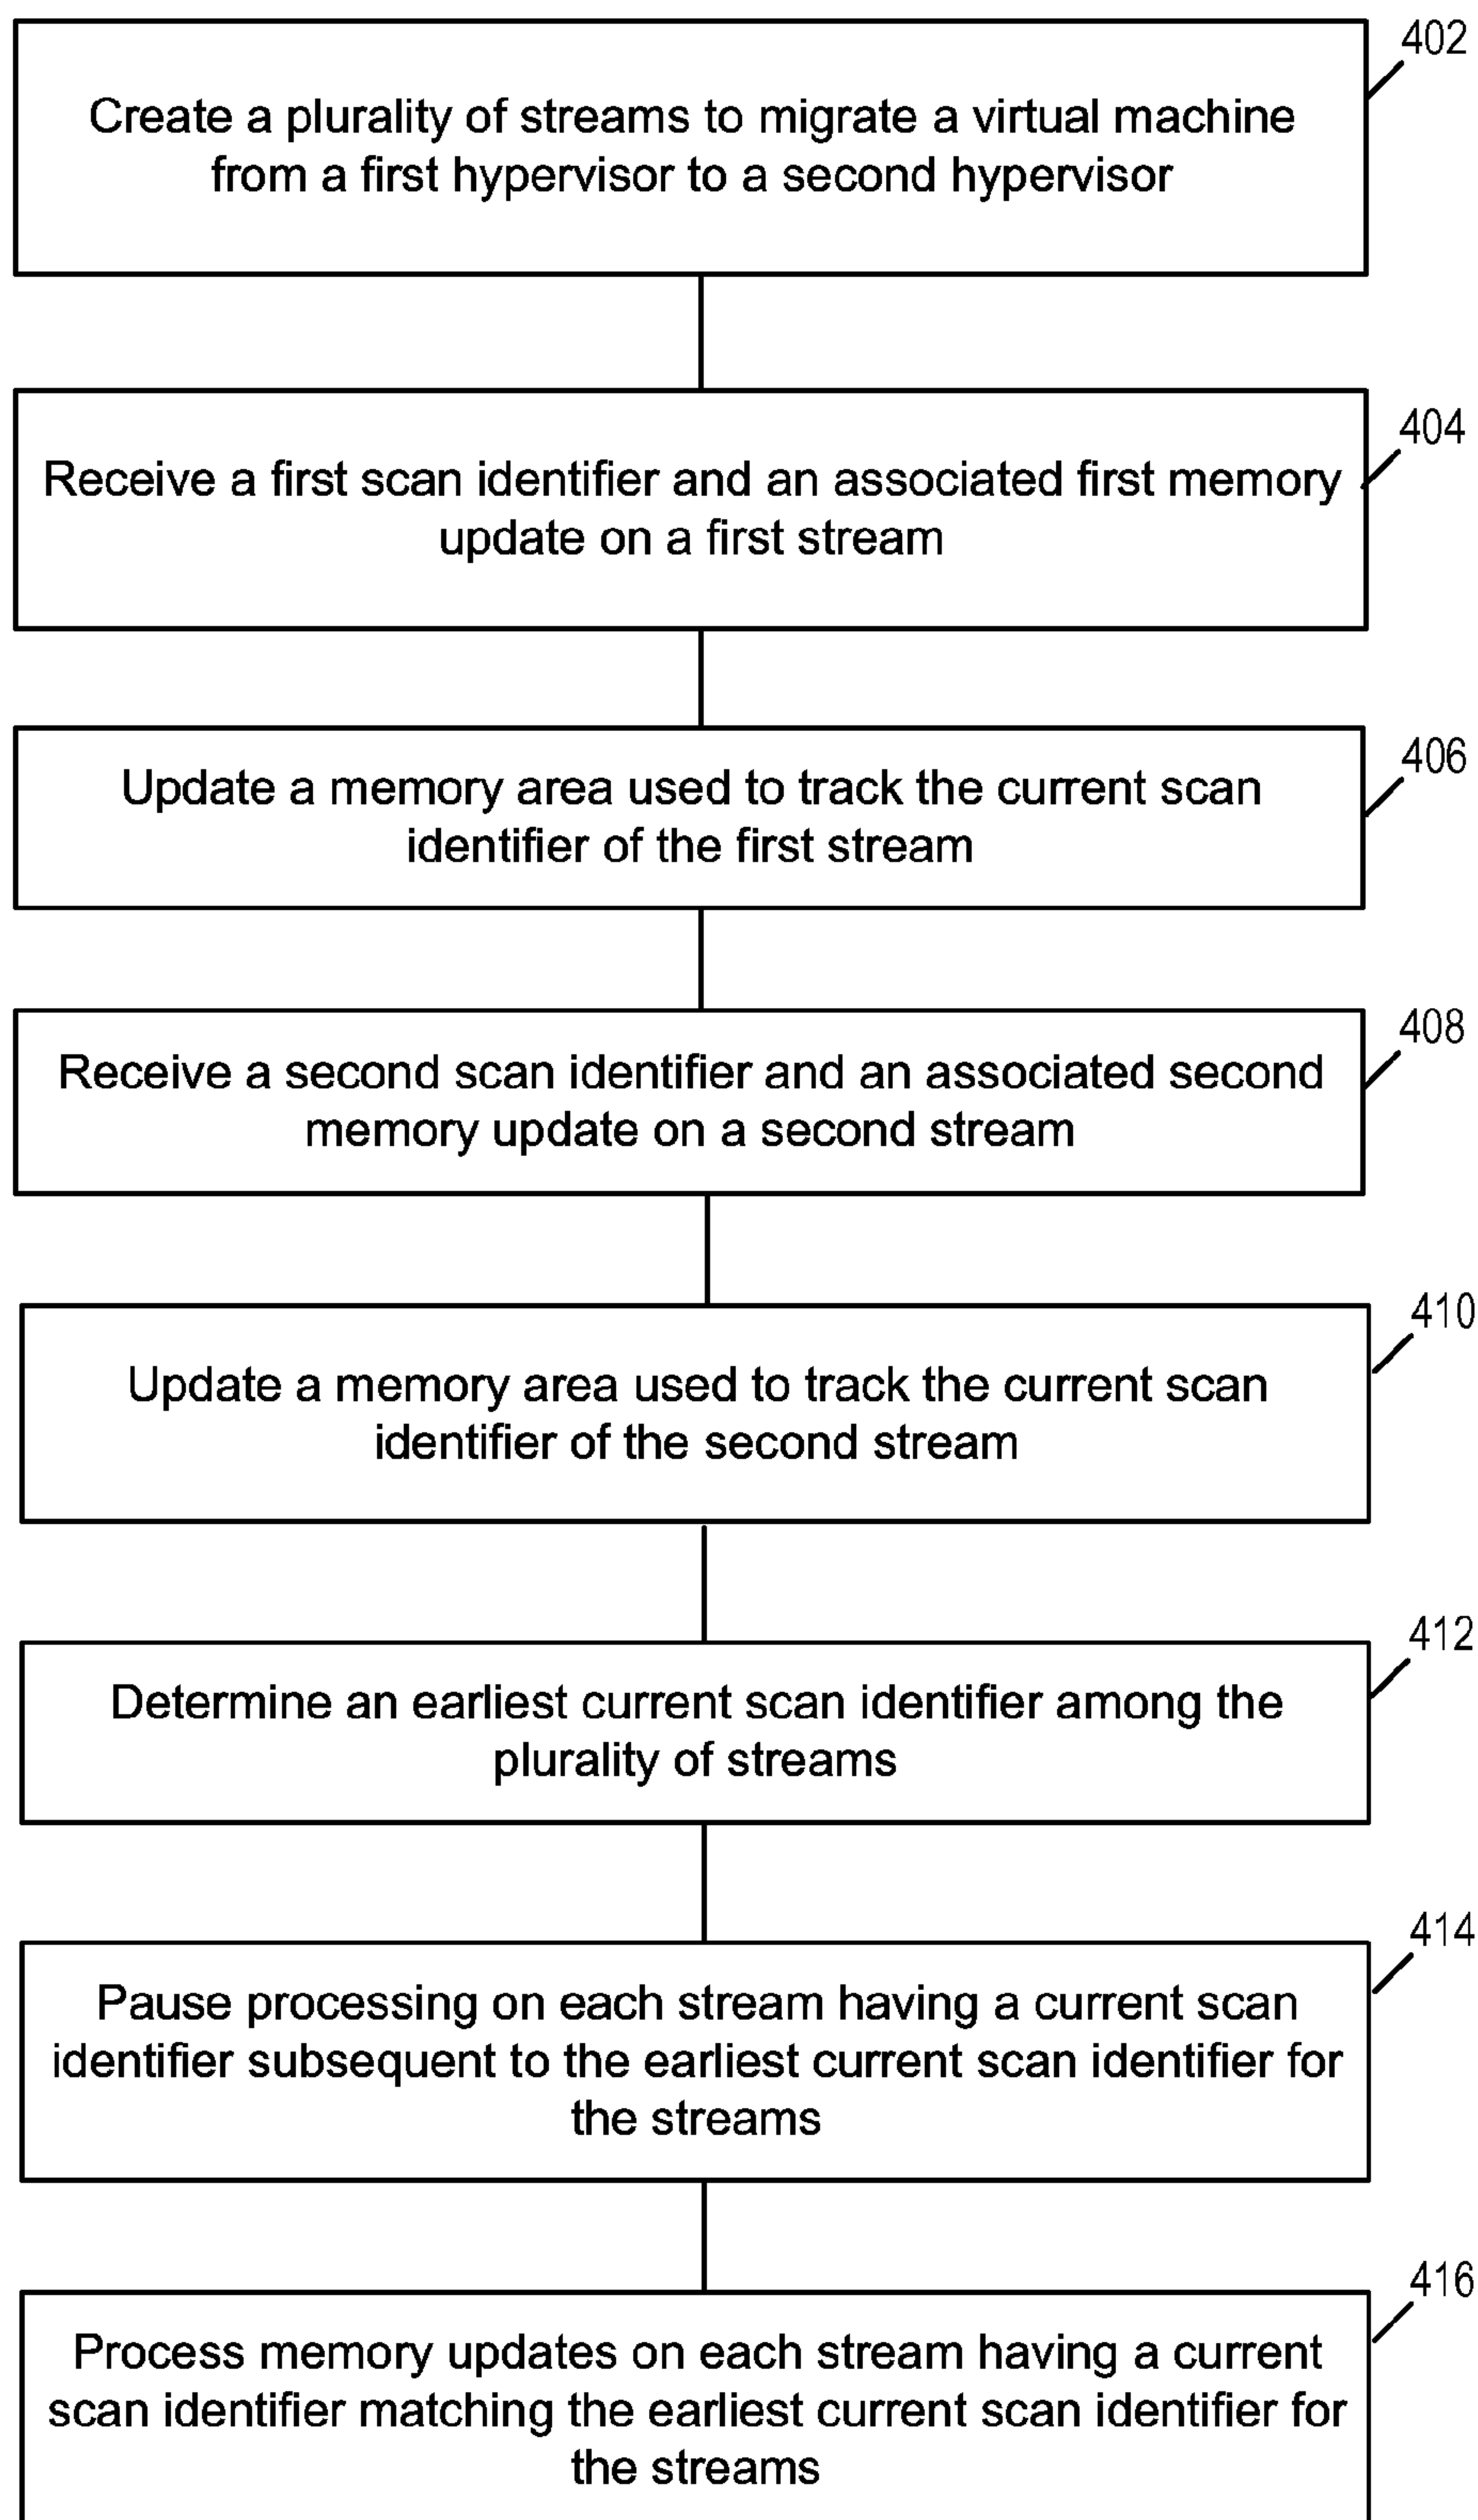 402
Create a plurality of streams to migrate a virtual machine
from a first hypervisor to a second hypervisor
404
Receive a first scan identifier and an associated first memory
update on a first stream
406
Update a memory area used to track the current scan
identifier of the first stream
408
Receive a second scan identifier and an associated second
memory update on a second stream
410
Update a memory area used to track the current scan
identifier of the second stream
412
Determine an earliest current scan identifier among the
plurality of streams
414
Pause processing on each stream having a current scan
identifier subsequent to the earliest current scan identifier for
the streams
416
Process memory updates on each stream having a current
scan identifier matching the earliest current scan identifier for
the streams